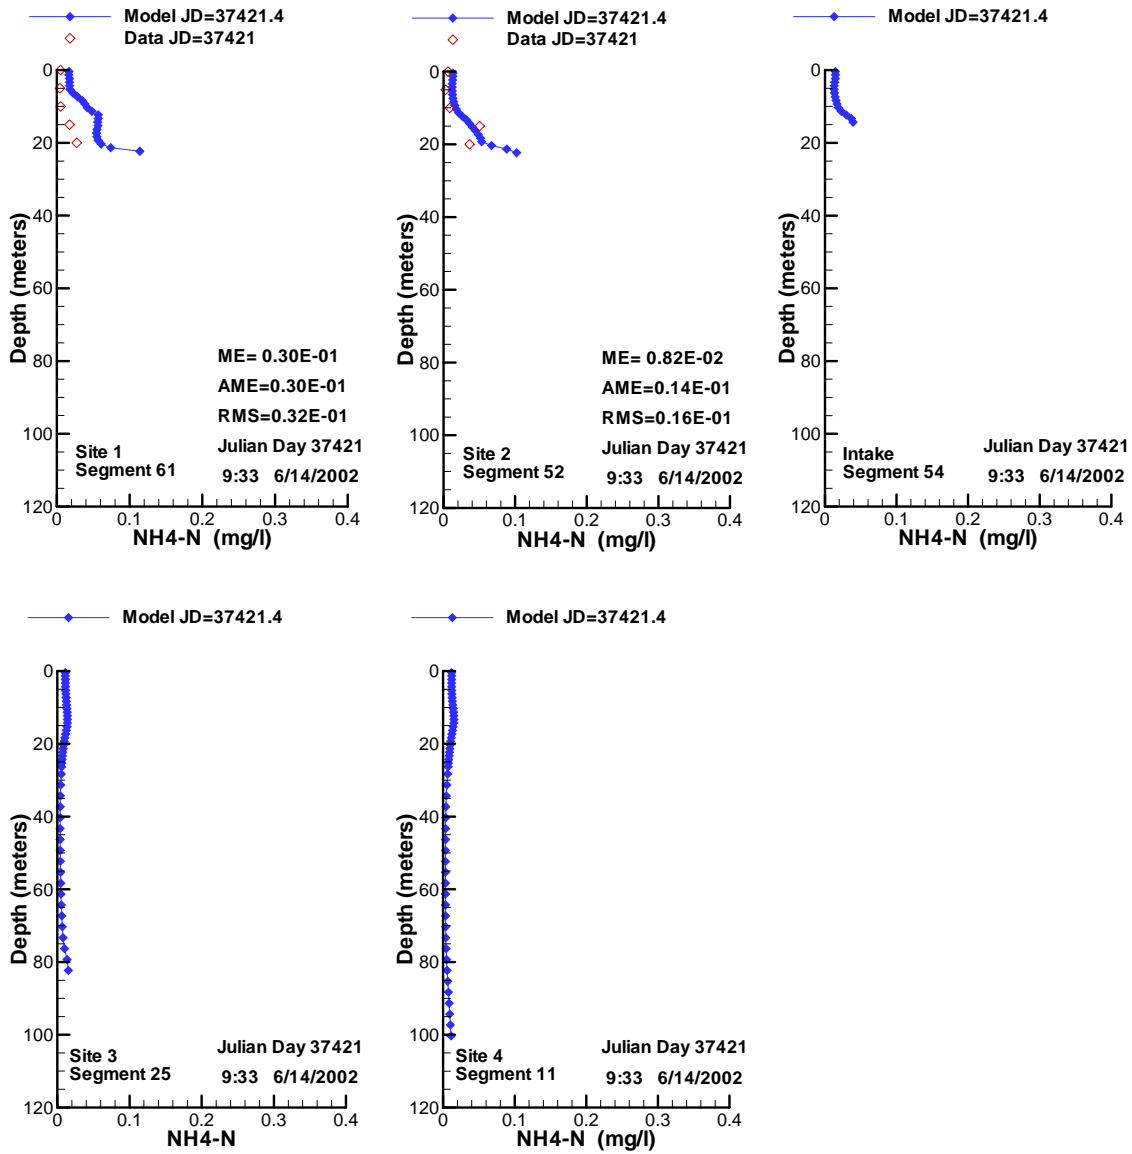 Model JD=37421.4
Data JD=37421
0
20
40
60
80
100
120
Depth (meters)
ME= 0.30E-01
AME=0.30E-01
RMS=0.32E-01
Site 1
Segment 61
Julian Day 37421
9:33 6/14/2002
0 0.1 0.2 0.3 0.4
NH4-N (mg/l)
Model JD=37421.4
Data JD=37421
0
20
40
60
80
100
120
Depth (meters)
ME= 0.82E-02
AME=0.14E-01
RMS=0.16E-01
Site 2
Segment 52
Julian Day 37421
9:33 6/14/2002
0 0.1 0.2 0.3 0.4
NH4-N (mg/l)
Model JD=37421.4
0
20
40
60
80
100
120
Depth (meters)
Intake
Segment 54
Julian Day 37421
9:33 6/14/2002
0 0.1 0.2 0.3 0.4
NH4-N (mg/l)
Model JD=37421.4
0
20
40
60
80
100
120
Depth (meters)
Site 3
Segment 25
Julian Day 37421
9:33 6/14/2002
0 0.1 0.2 0.3 0.4
NH4-N
Model JD=37421.4
0
20
40
60
80
100
120
Depth (meters)
Site 4
Segment 11
Julian Day 37421
9:33 6/14/2002
0 0.1 0.2 0.3 0.4
NH4-N (mg/l)